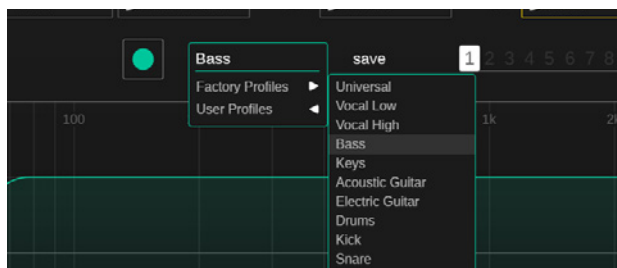 Bass save 1 2 3 4 5 6 7 8
Factory Profiles
User Profiles
Universal
Vocal Low
Vocal High
Bass
Keys
Acoustic Guitar
Electric Guitar
Drums
Kick
Snare
100 1k